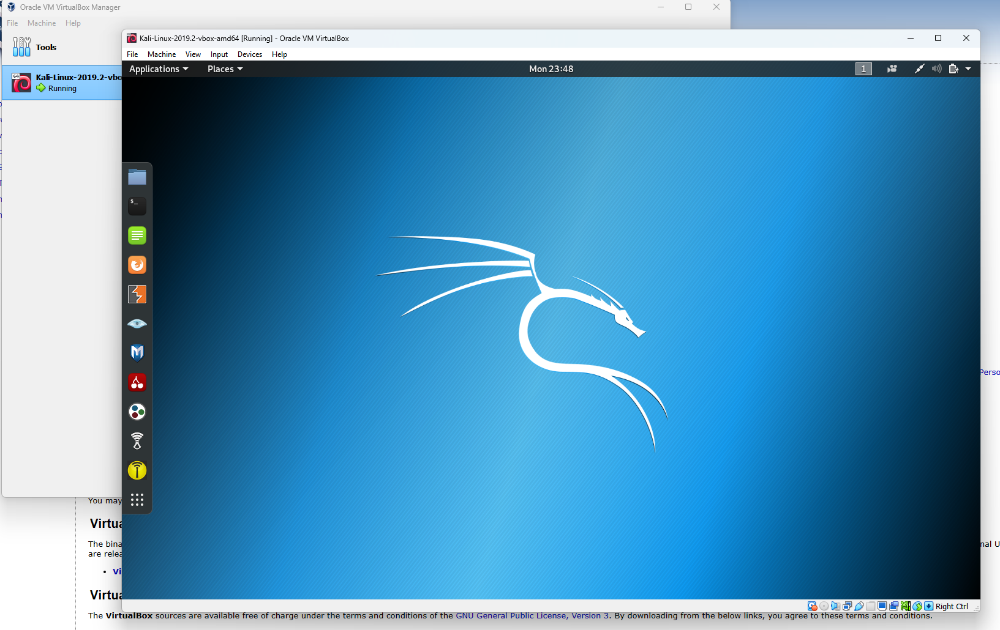 Oracle VM VirtualBox Manager
File Machine Help
Tools
64
Kali-Linux-2019.2-vbo
Running
Kali-Linux-2019.2-vbox-amd64 [Running] - Oracle VM VirtualBox
File Machine View Input Devices Help
Applications Places Mon 23:48 1
$_
Perso
You may
Virtua
The bina
nal U
are relea
• Vi
Virtua
Right Ctrl
The VirtualBox sources are available free of charge under the terms and conditions of the GNU General Public License, Version 3. By downloading from the below links, you agree to these terms and conditions.